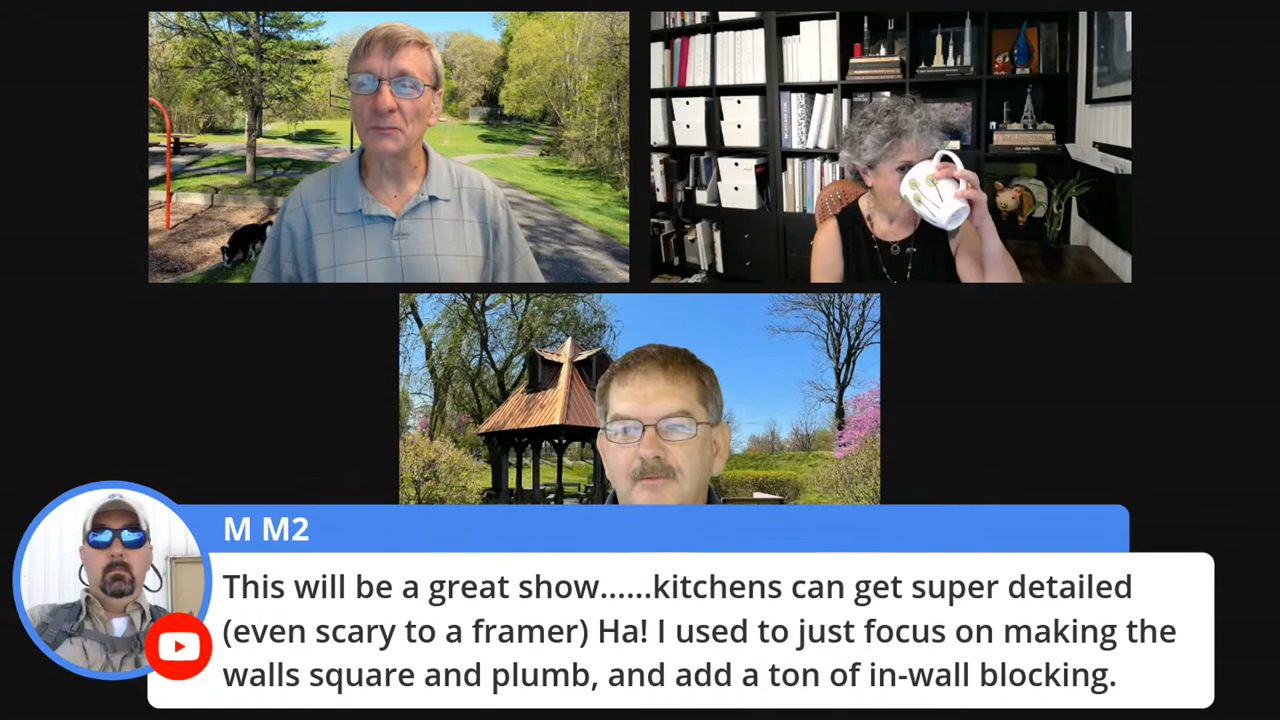 M M2
This will be a great show......kitchens can get super detailed
(even scary to a framer) Ha! I used to just focus on making the
walls square and plumb, and add a ton of in-wall blocking.